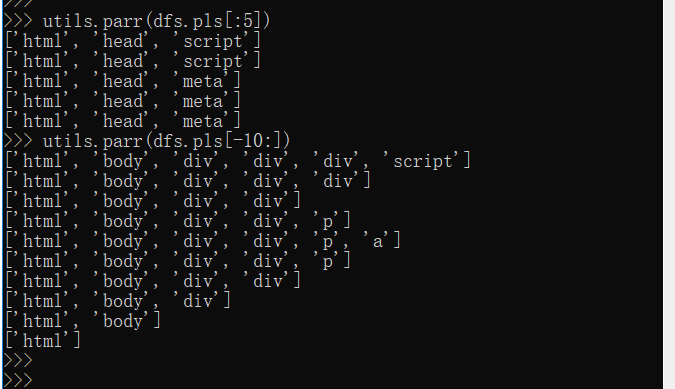 >>>
>>> utils.parr(dfs.pls[:5])
['html', 'head', 'script']
['html', 'head', 'script']
['html', 'head', 'meta']
['html', 'head', 'meta']
['html', 'head', 'meta']
>>> utils.parr(dfs.pls[-10:])
['html', 'body', 'div', 'div', 'div', 'script']
['html', 'body', 'div', 'div', 'div']
['html', 'body', 'div', 'div']
['html', 'body', 'div', 'div', 'p']
['html', 'body', 'div', 'div', 'p', 'a']
['html', 'body', 'div', 'div', 'p']
['html', 'body', 'div', 'div']
['html', 'body', 'div']
['html', 'body']
['html']
>>>
>>>